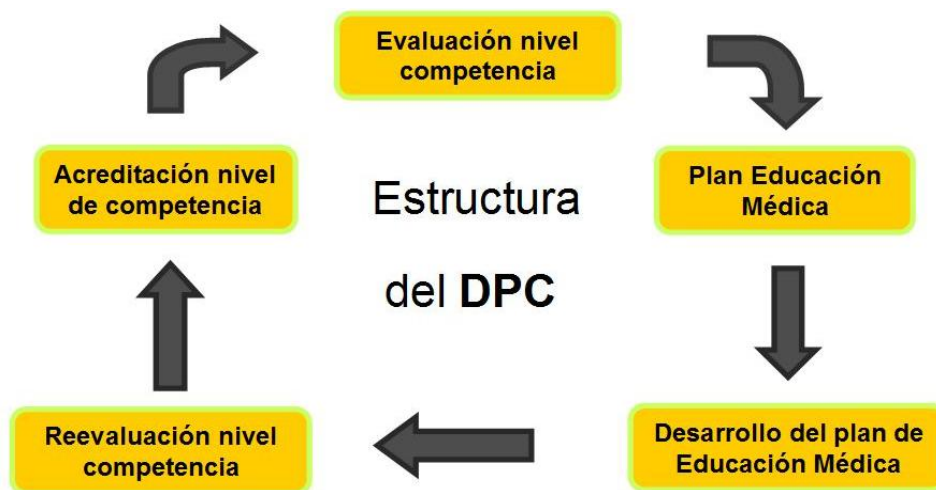 Evaluación nivel
competencia
Plan Educación
Médica
Desarrollo del plan de
Educación Médica
Reevaluación nivel
competencia
Acreditación nivel
de competencia
Estructura
del DPC